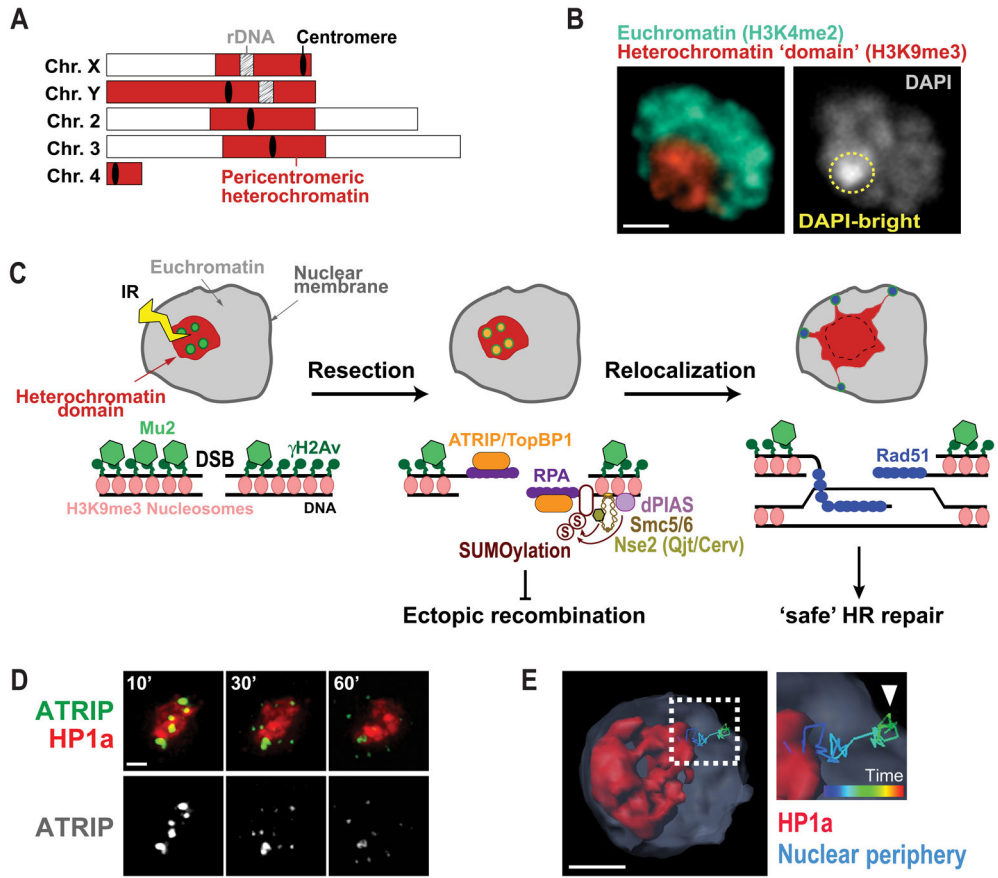 A
rDNA
Centromere
Chr. X
Chr. Y
Chr. 2
Chr. 3
Chr. 4
Pericentromeric
heterochromatin
B
Euchromatin (H3K4me2)
Heterochromatin ‘domain’ (H3K9me3)
DAPI
DAPI-bright
C
Euchromatin
Nuclear
membrane
IR
Heterochromatin
domain
Resection
Relocalization
Mu2
DSB
γH2Av
H3K9me3 Nucleosomes
DNA
ATRIP/TopBP1
RPA
dPIAS
Smc5/6
Nse2 (Qjt/Cerv)
S
S
SUMOylation
Ectopic recombination
Rad51
‘safe’ HR repair
D
10’
30’
60’
ATRIP
HP1a
ATRIP
E
Time
HP1a
Nuclear periphery